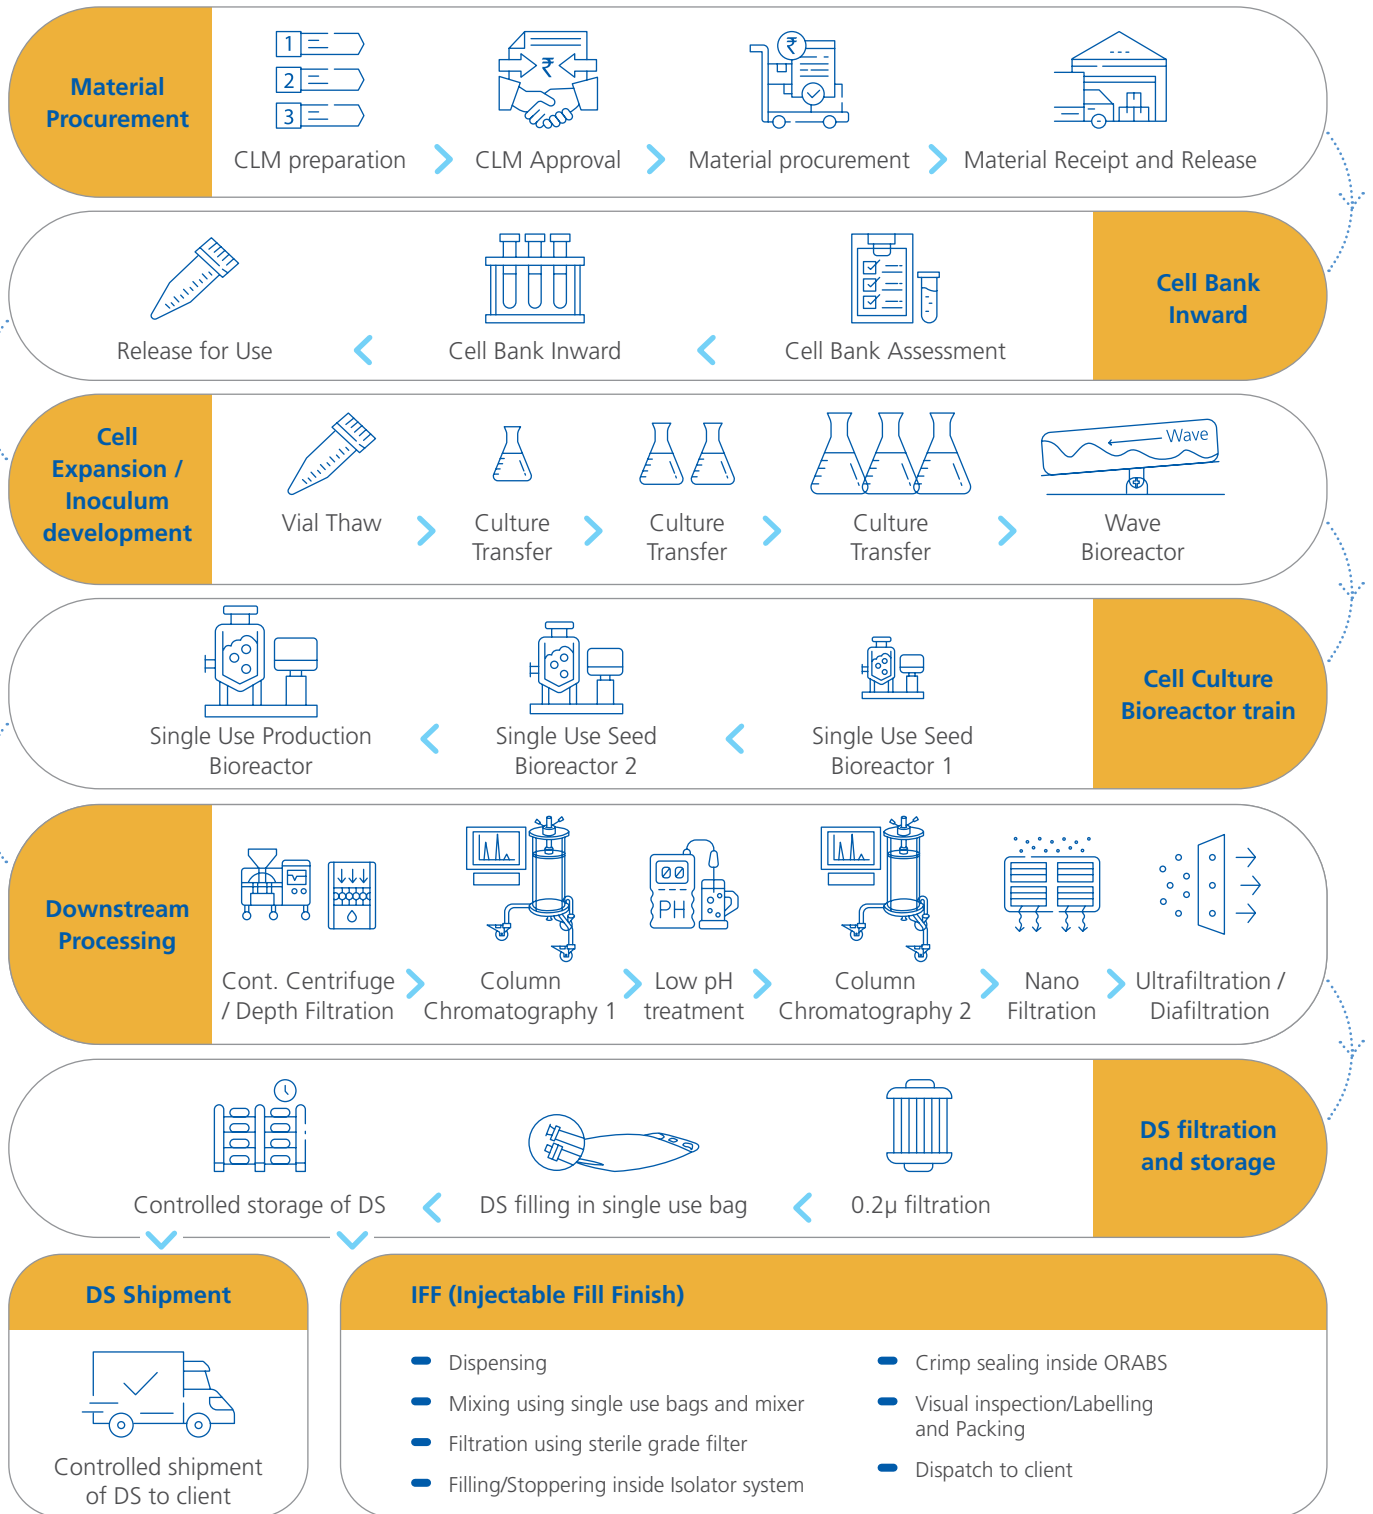 Material
Procurement
1
2
3
₹
₹
CLM preparation
CLM Approval
Material procurement
Material Receipt and Release
Cell Bank
Inward
Release for Use
Cell Bank Inward
Cell Bank Assessment
Cell
Expansion /
Inoculum
development
Wave
Vial Thaw
Culture
Transfer
Culture
Transfer
Culture
Transfer
Wave
Bioreactor
Cell Culture
Bioreactor train
Single Use Production
Bioreactor
Single Use Seed
Bioreactor 2
Single Use Seed
Bioreactor 1
Downstream
Processing
00
PH
Cont. Centrifuge
/ Depth Filtration
Column
Chromatography 1
Low pH
treatment
Column
Chromatography 2
Nano
Filtration
Ultrafiltration /
Diafiltration
DS filtration
and storage
Controlled storage of DS
DS filling in single use bag
0.2µ filtration
DS Shipment
Controlled shipment
of DS to client
IFF (Injectable Fill Finish)
Dispensing
Mixing using single use bags and mixer
Filtration using sterile grade filter
Filling/Stoppering inside Isolator system
Crimp sealing inside ORABS
Visual inspection/Labelling
and Packing
Dispatch to client